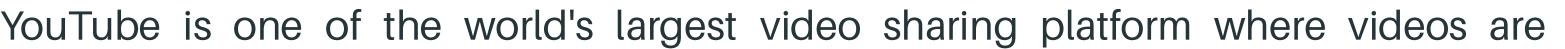 YouTube is one of the world's largest video sharing platform where videos are